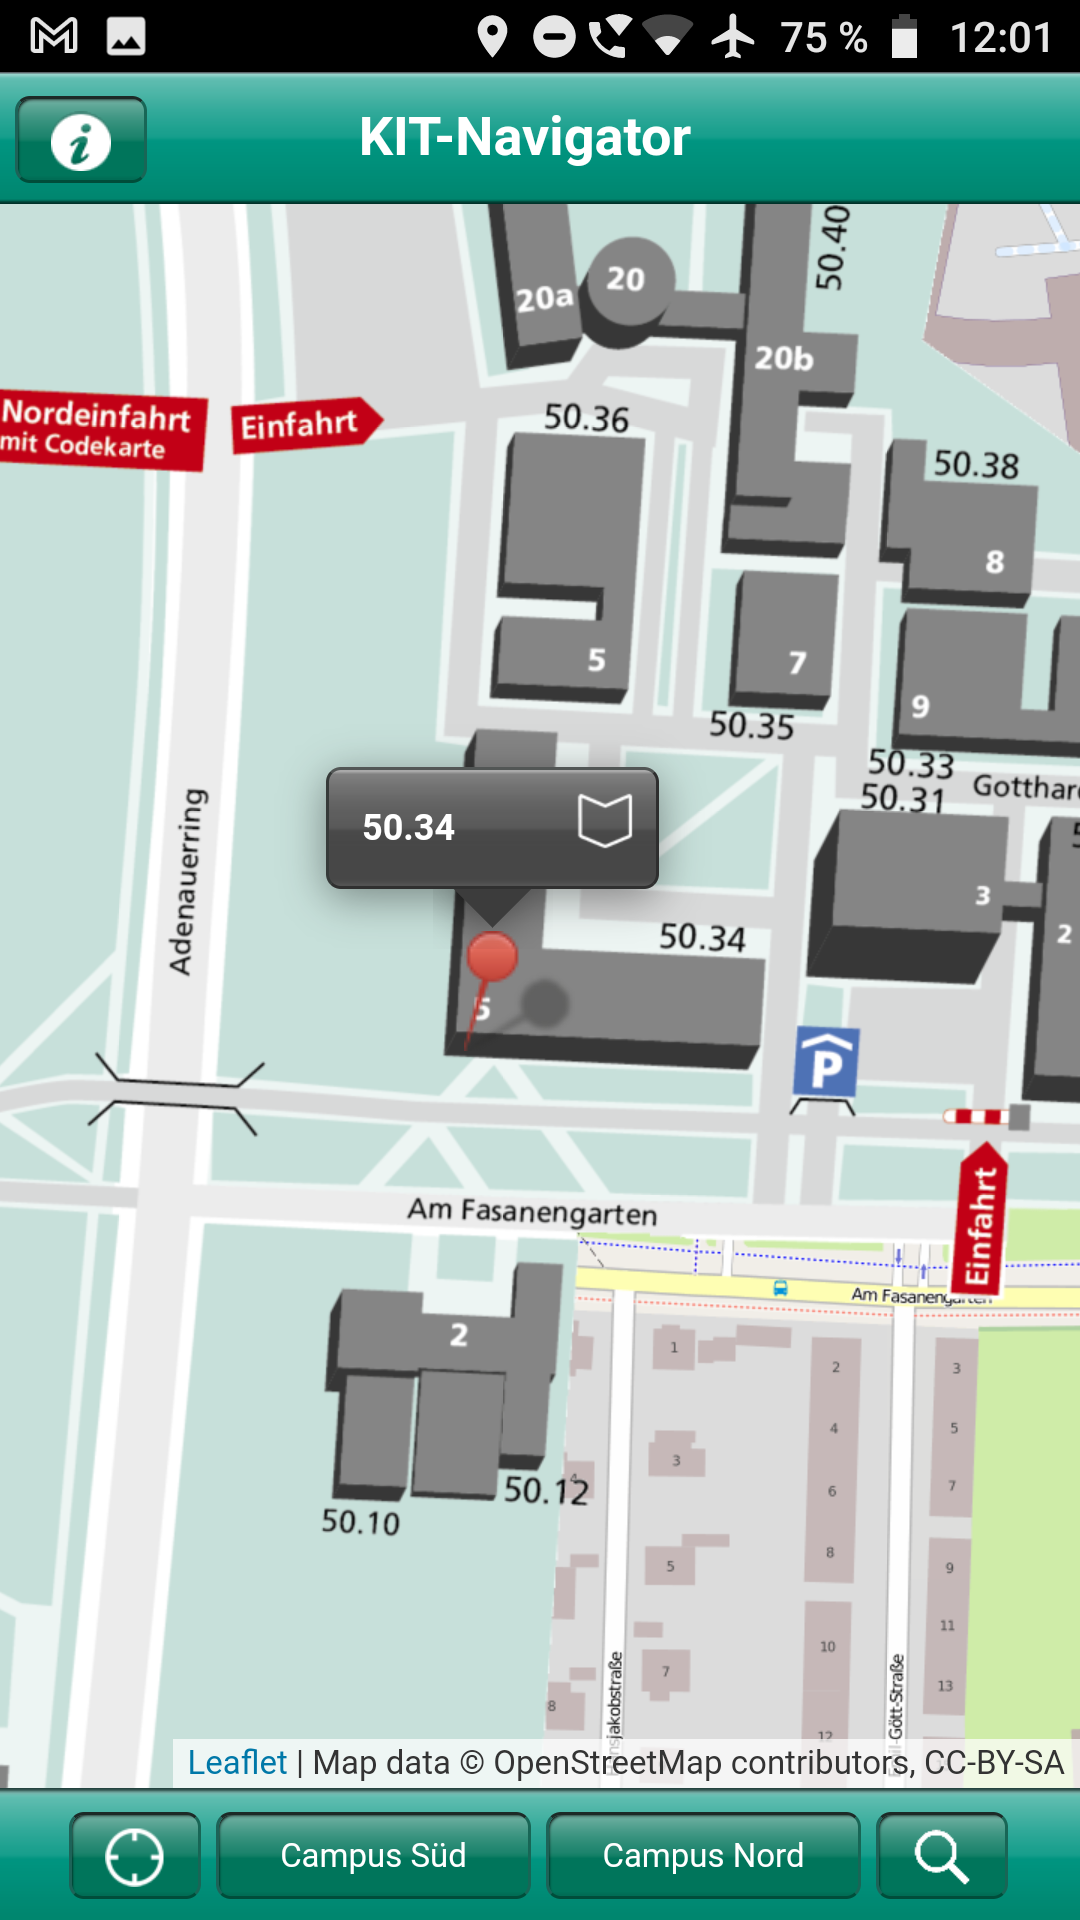 75 % 12:01
KIT-Navigator
50.40
20
20a
20b
Nordeinfahrt
mit Codekarte
Einfahrt
50.36
50.38
8
5
7
9
50.35
50.33
50.31
Adenauerring
50.34
3
2
50.34
5
P
Einfahrt
Am Fasanengarten
Am Fasanengarten
2
1
2
3
4
5
3
4
6
7
50.12
50.10
8
5
9
10
11
7
13
8
12
Leaflet | Map data © OpenStreetMap contributors, CC-BY-SA
Campus Süd
Campus Nord